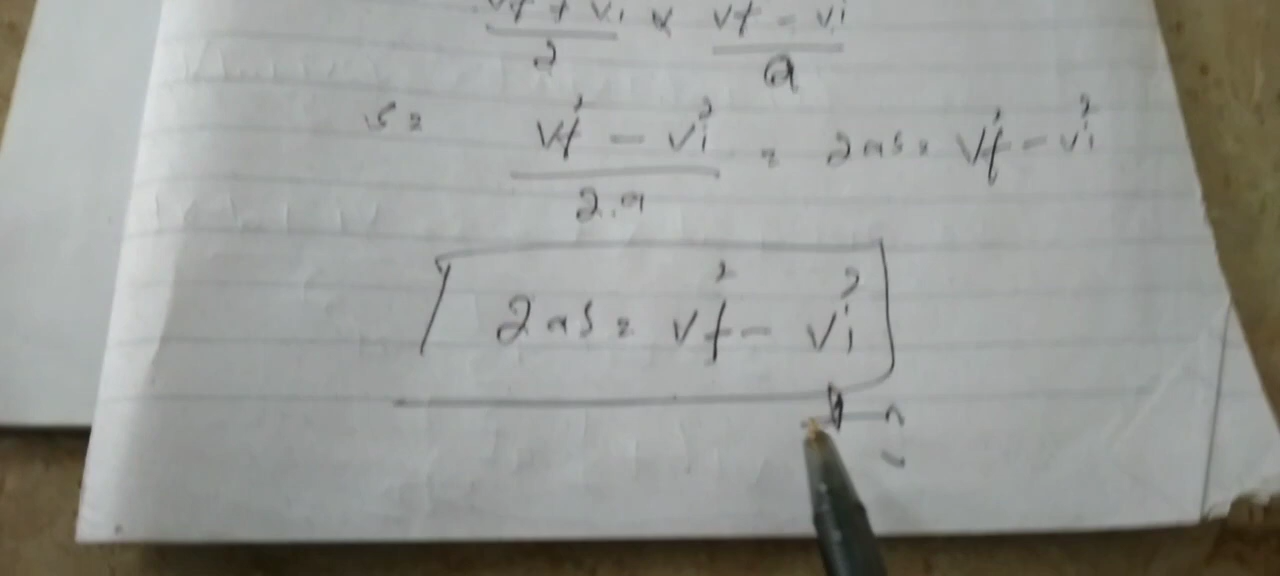 vf + vi / 2 × vf - vi / a
S = vf² - vi² / 2.a = 2as = vf² - vi²
2as = vf² - vi²